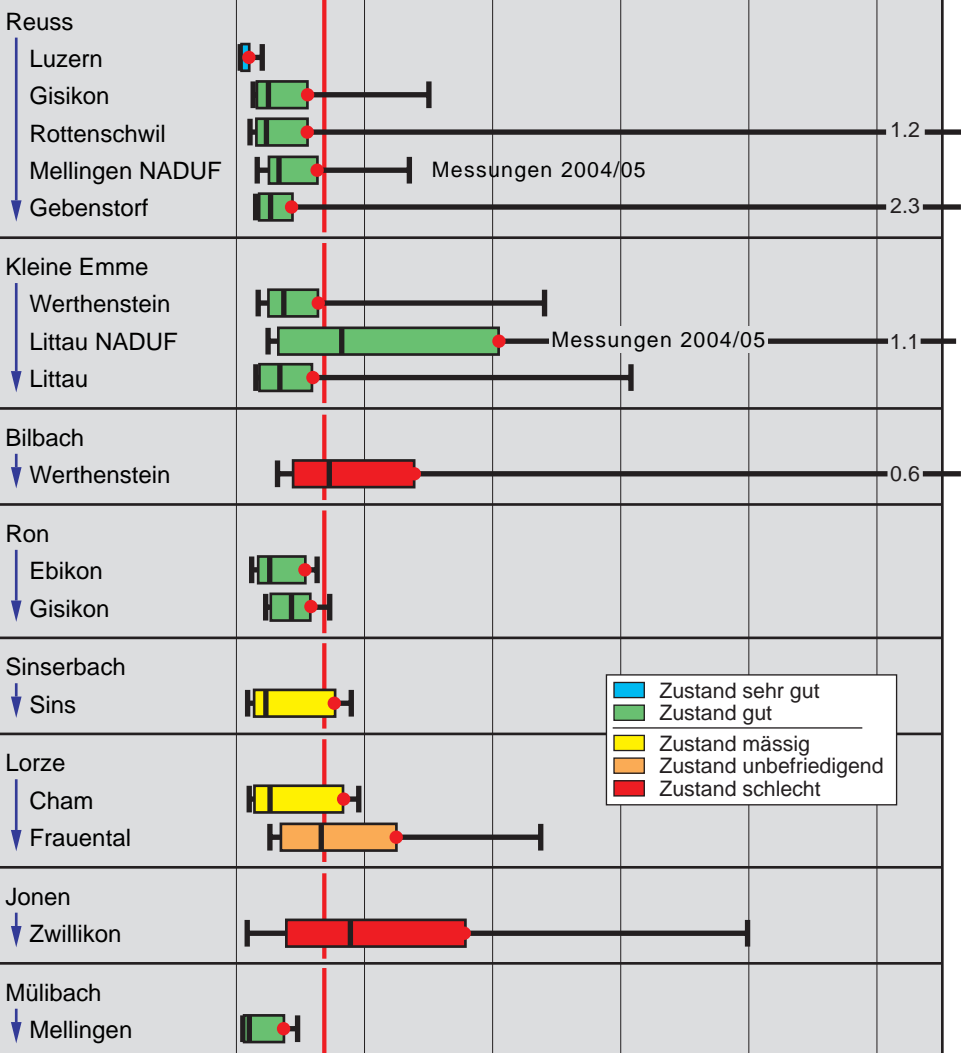 Reuss
Luzern
Gisikon
Rottenschwil 1.2
Mellingen NADUF Messungen 2004/05
Gebenstorf 2.3
Kleine Emme
Werthenstein
Littau NADUF Messungen 2004/05 1.1
Littau
Bilbach
Werthenstein 0.6
Ron
Ebikon
Gisikon
Sinserbach
Sins
Zustand sehr gut
Zustand gut
Zustand mässig
Zustand unbefriedigend
Zustand schlecht
Lorze
Cham
Frauental
Jonen
Zwillikon
Mülibach
Mellingen